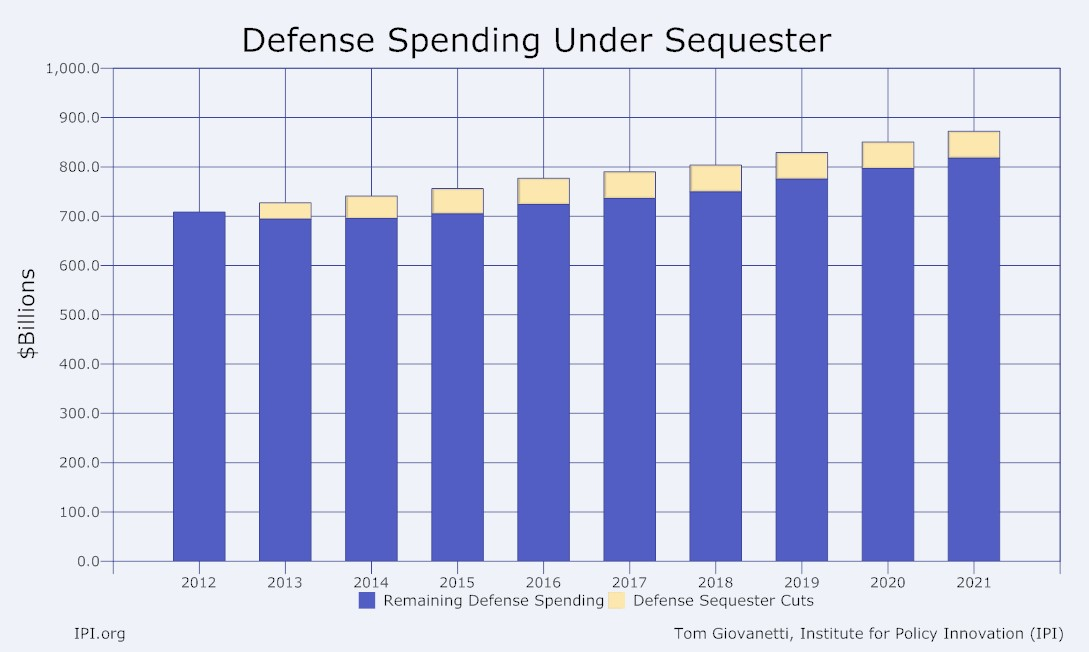 Defense Spending Under Sequester
1,000.0
900.0
800.0
700.0
600.0
500.0
400.0
300.0
200.0
100.0
0.0
$Billions
2012 2013 2014 2015 2016 2017 2018 2019 2020 2021
Remaining Defense Spending Defense Sequester Cuts
IPI.org Tom Giovanetti, Institute for Policy Innovation (IPI)